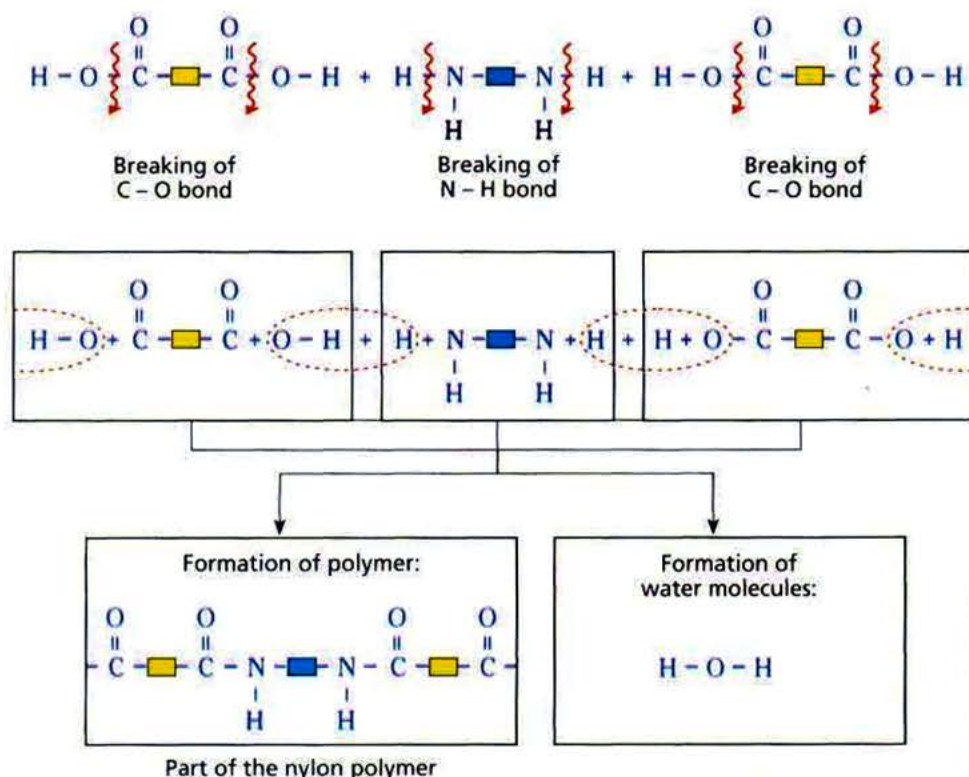 O O O O
|| || || ||
H – O – C – – C – O – H + H – N – – N – H + H – O – C – – C – O – H
| |
H H
Breaking of
C – O bond
Breaking of
N – H bond
Breaking of
C – O bond
O O O O
|| || || ||
H – O + C – – C + O – H + H + N – – N + H + H + O – C – – C – O + H
| |
H H
Formation of polymer:
O O O O
|| || || ||
– C – – C – N – – N – C – – C –
| |
H H
Part of the nylon polymer
Formation of
water molecules:
H – O – H